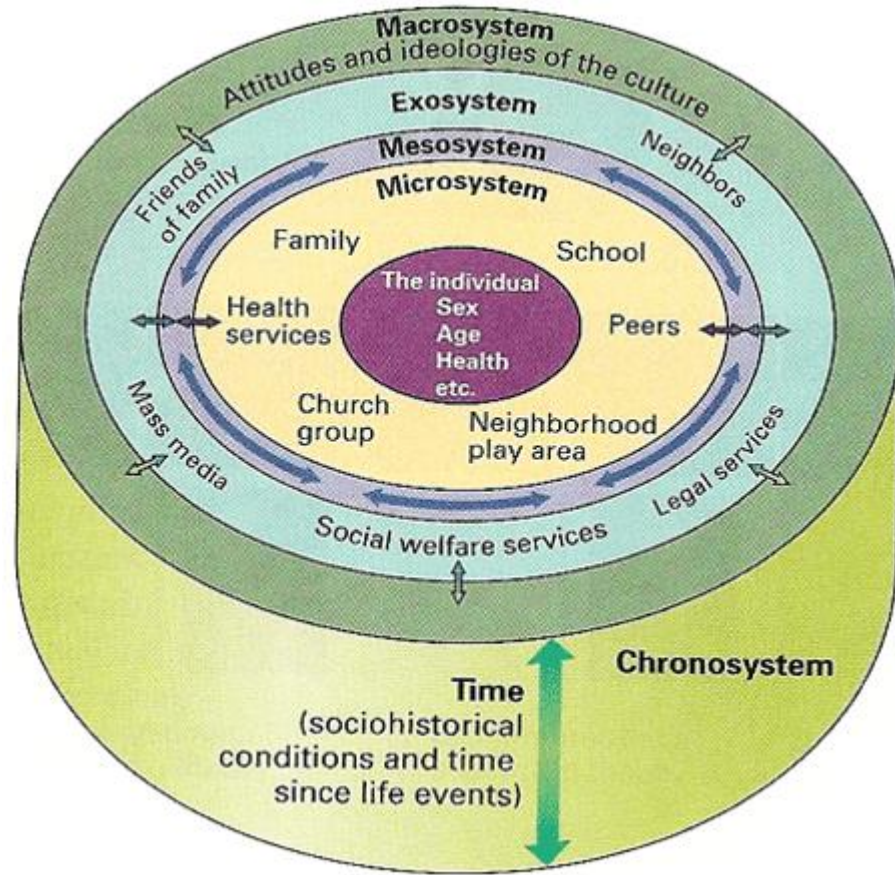 Macrosystem
Attitudes and ideologies of the culture
Exosystem
Mesosystem
Microsystem
Friends
of family
Neighbors
Family
School
Health
services
Peers
The individual
Sex
Age
Health
etc.
Church
group
Neighborhood
play area
Mass media
Legal services
Social welfare services
Chronosystem
Time
(sociohistorical
conditions and time
since life events)